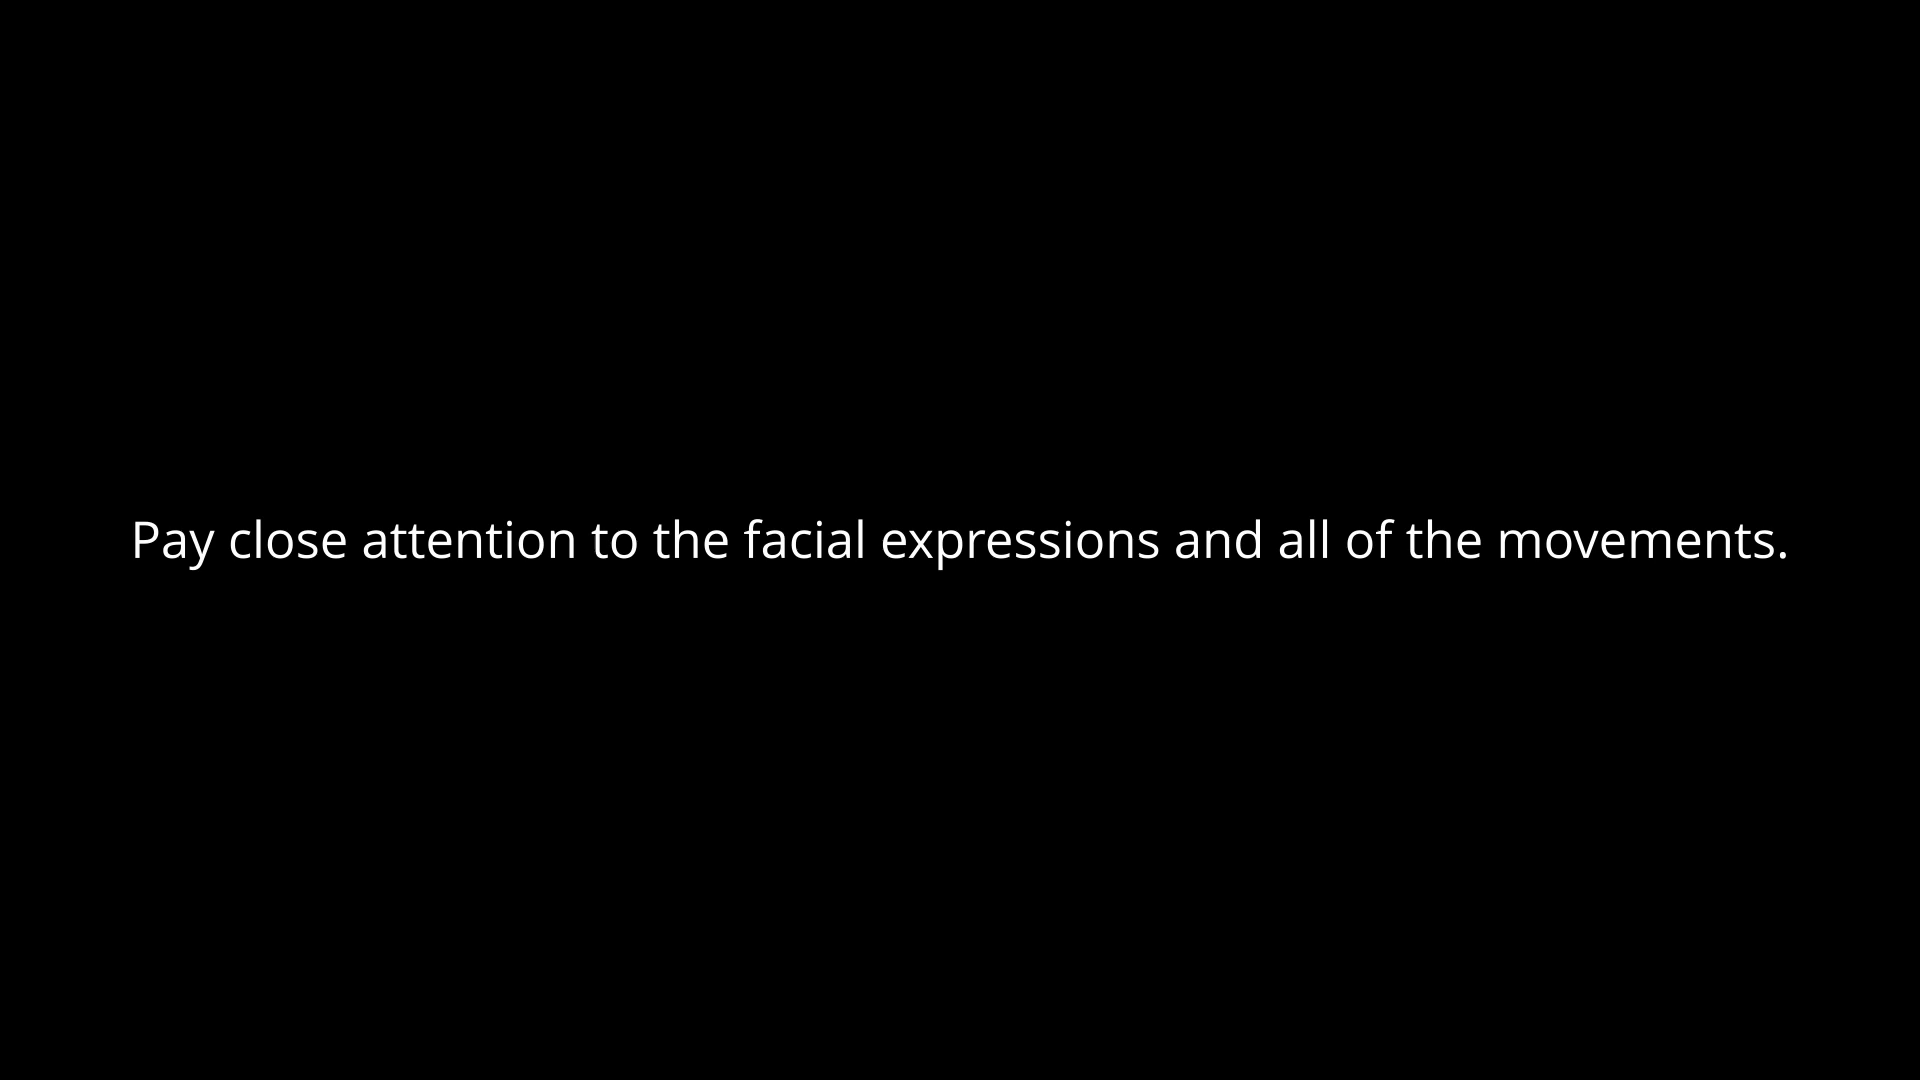 Pay close attention to the facial expressions and all of the movements.